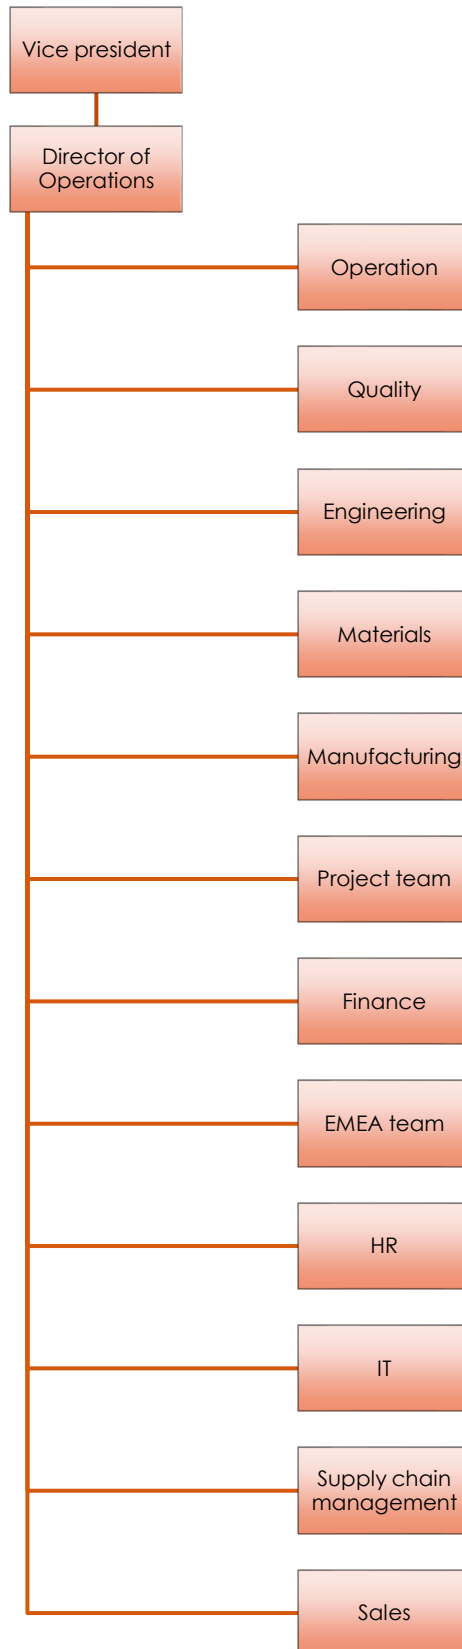 Vice president
Director of
Operations
Operation
Quality
Engineering
Materials
Manufacturing
Project team
Finance
EMEA team
HR
IT
Supply chain
management
Sales